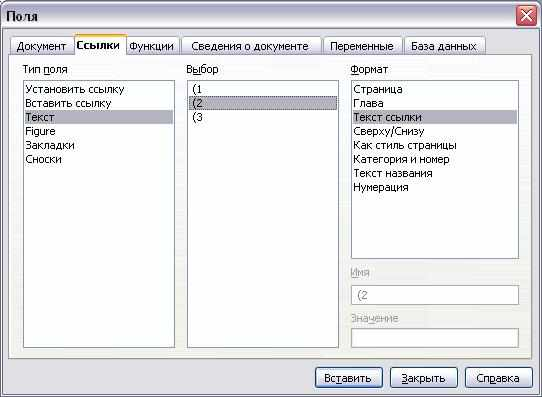 Поля
Документ Ссылки Функции Сведения о документе Переменные База данных
Тип поля
Установить ссылку
Вставить ссылку
Текст
Figure
Закладки
Сноски
Выбор
(1
(2
(3
Формат
Страница
Глава
Текст ссылки
Сверху/Снизу
Как стиль страницы
Категория и номер
Текст названия
Нумерация
Имя
(2
Значение
Вставить Закрыть Справка